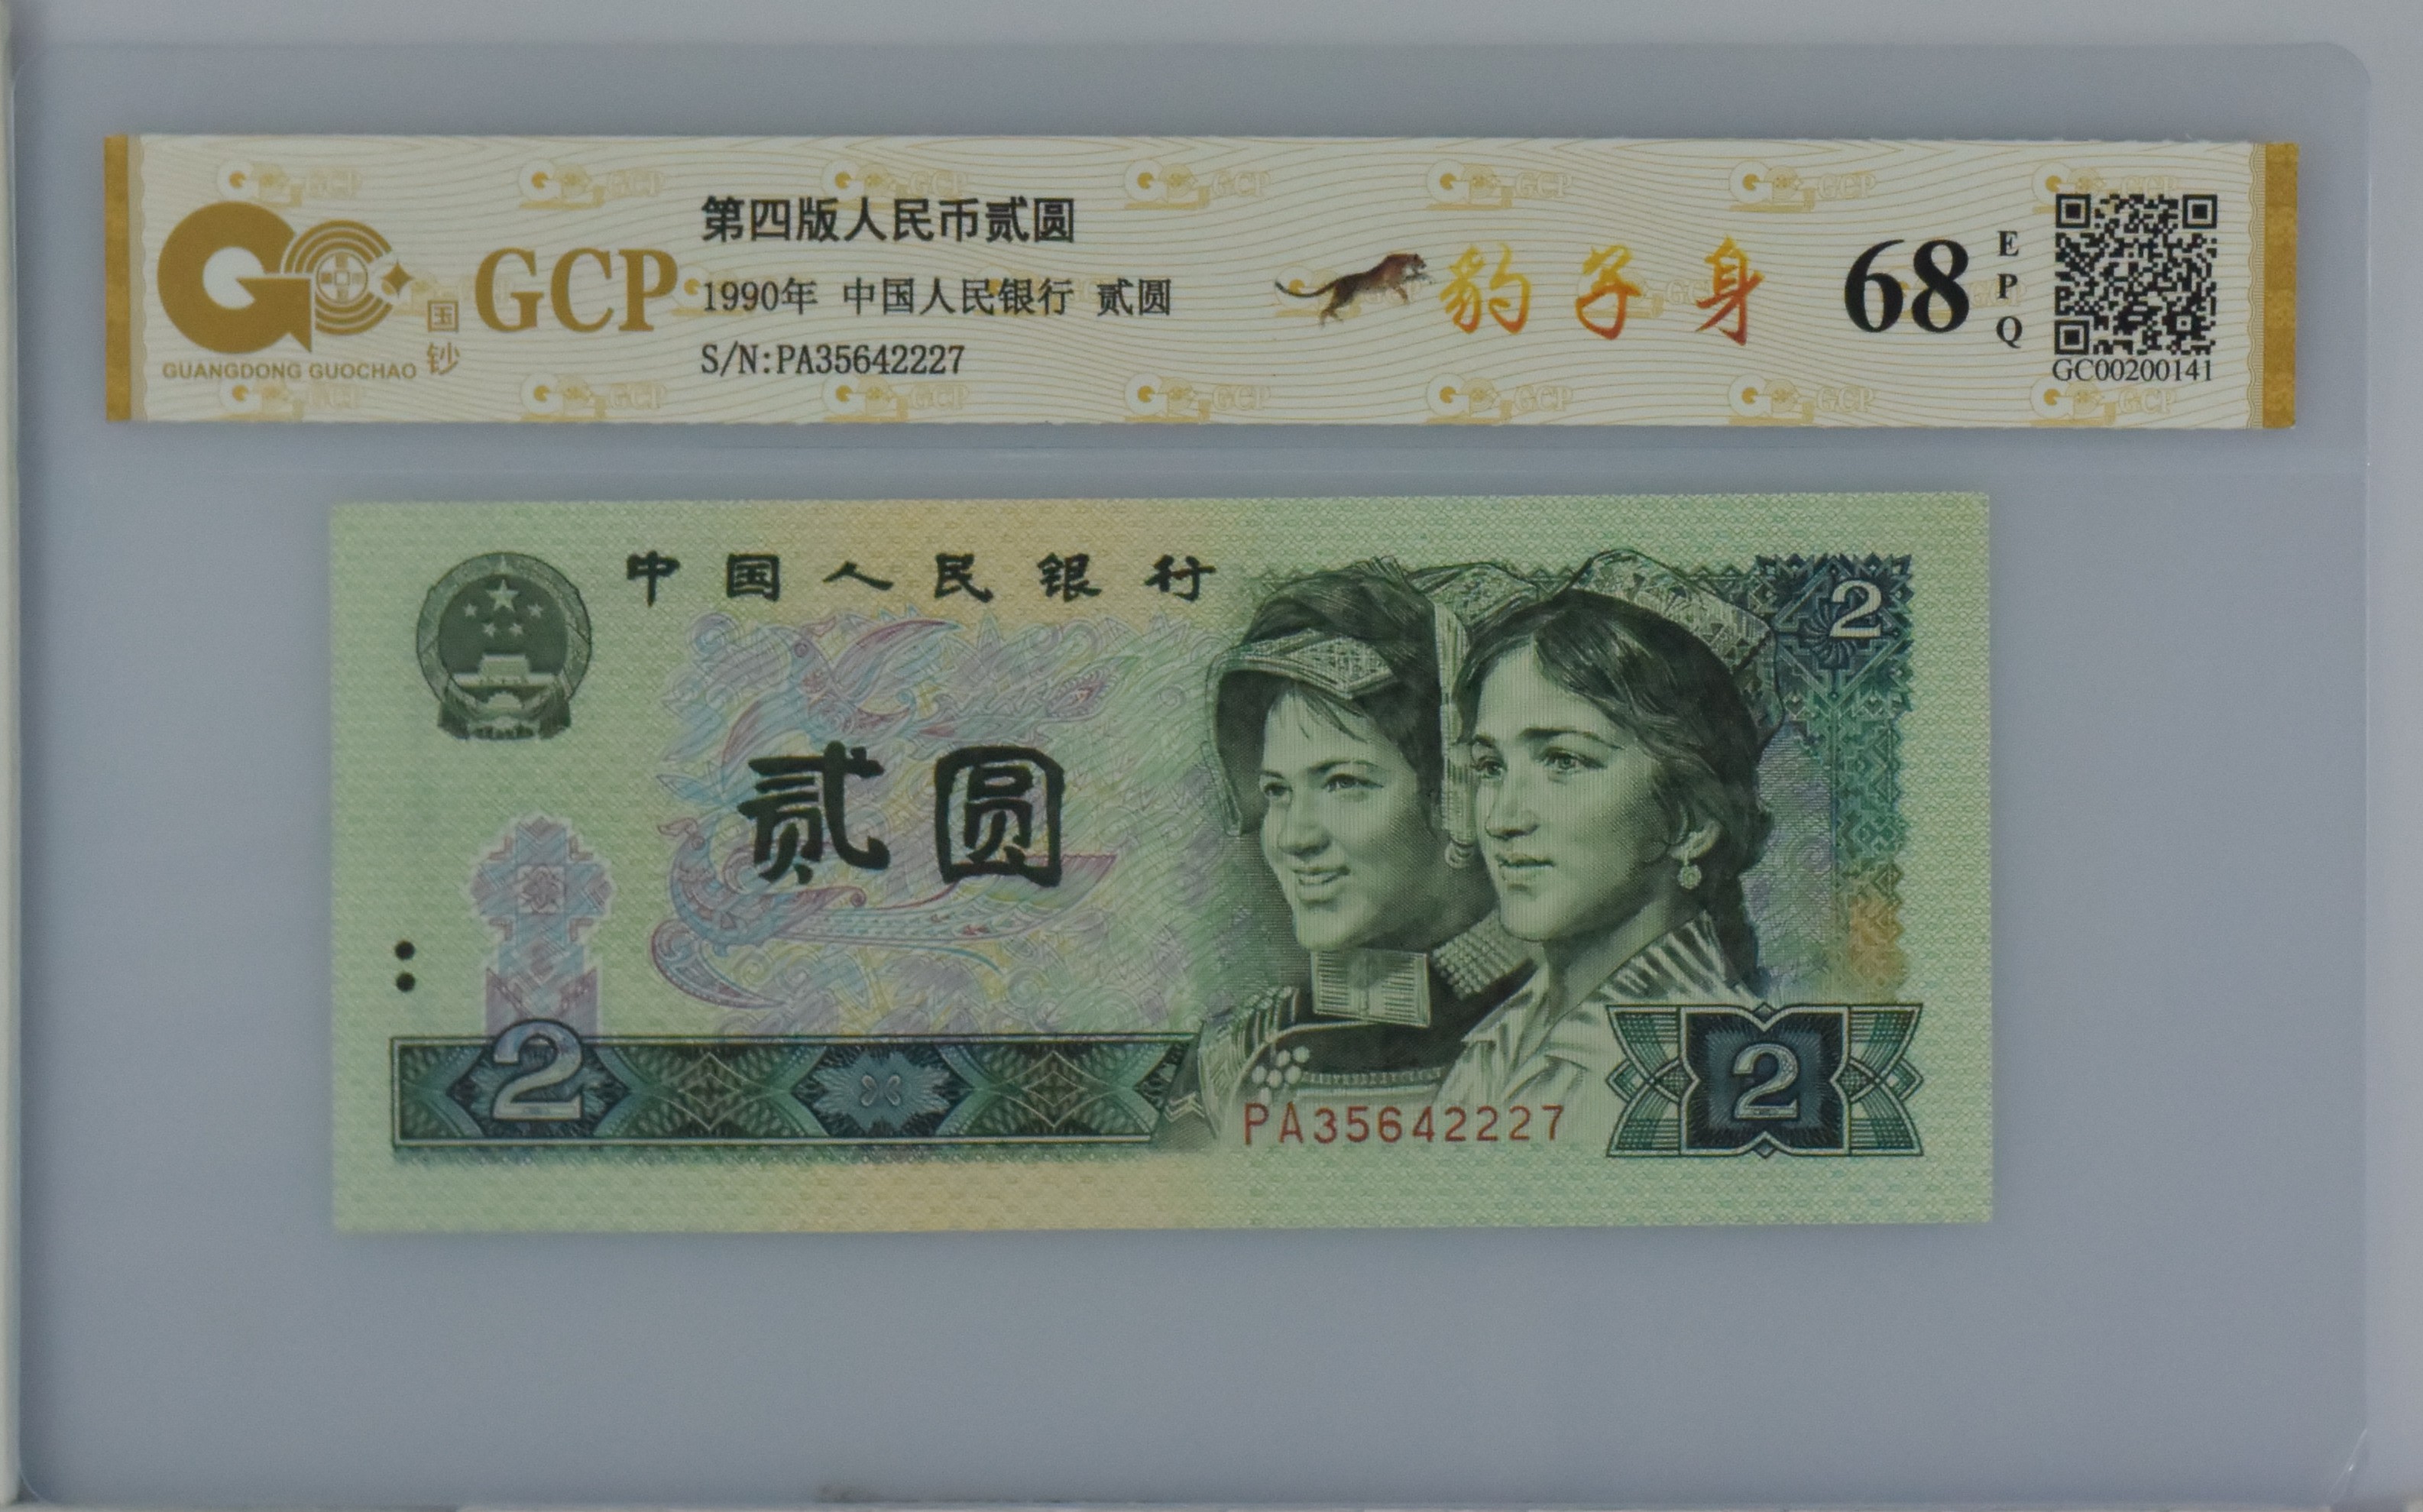 GCP
国钞
GUANGDONG GUOCHAO
第四版人民币贰圆
1990年 中国人民银行 贰圆
S/N:PA35642227
豹子身
68
EPQ
GC00200141
中国人民银行
2
贰圆
2
2
PA35642227